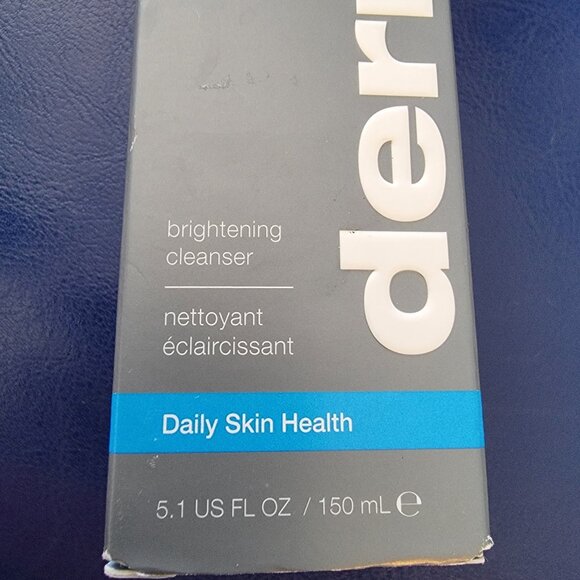 brightening
cleanser
nettoyant
éclaircissant
Daily Skin Health
5.1 US FL OZ / 150 mL ℮
der